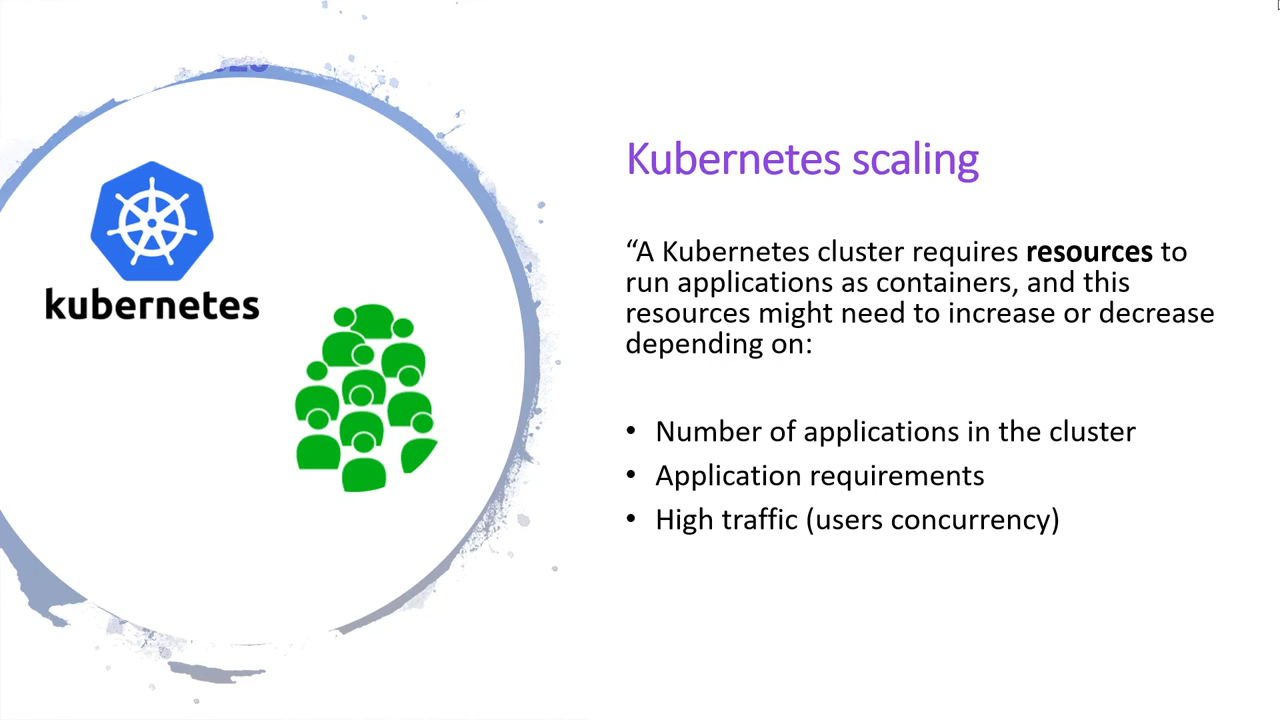 kubernetes
Kubernetes scaling
“A Kubernetes cluster requires resources to
run applications as containers, and this
resources might need to increase or decrease
depending on:
• Number of applications in the cluster
• Application requirements
• High traffic (users concurrency)